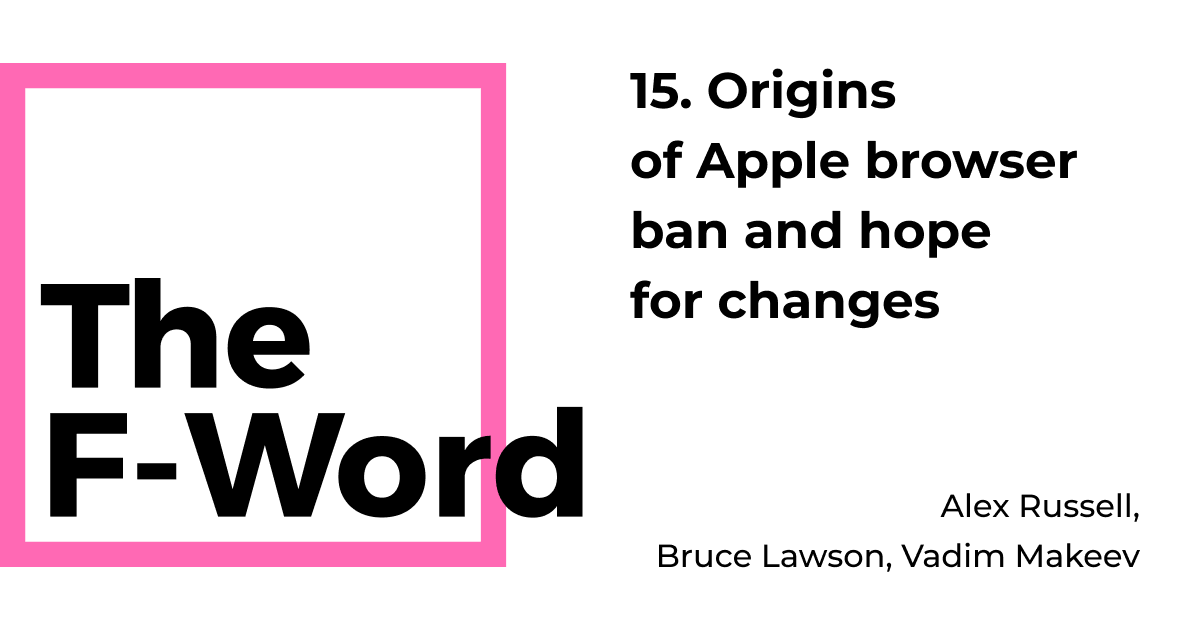 The
F-Word
15. Origins
of Apple browser
ban and hope
for changes
Alex Russell,
Bruce Lawson, Vadim Makeev